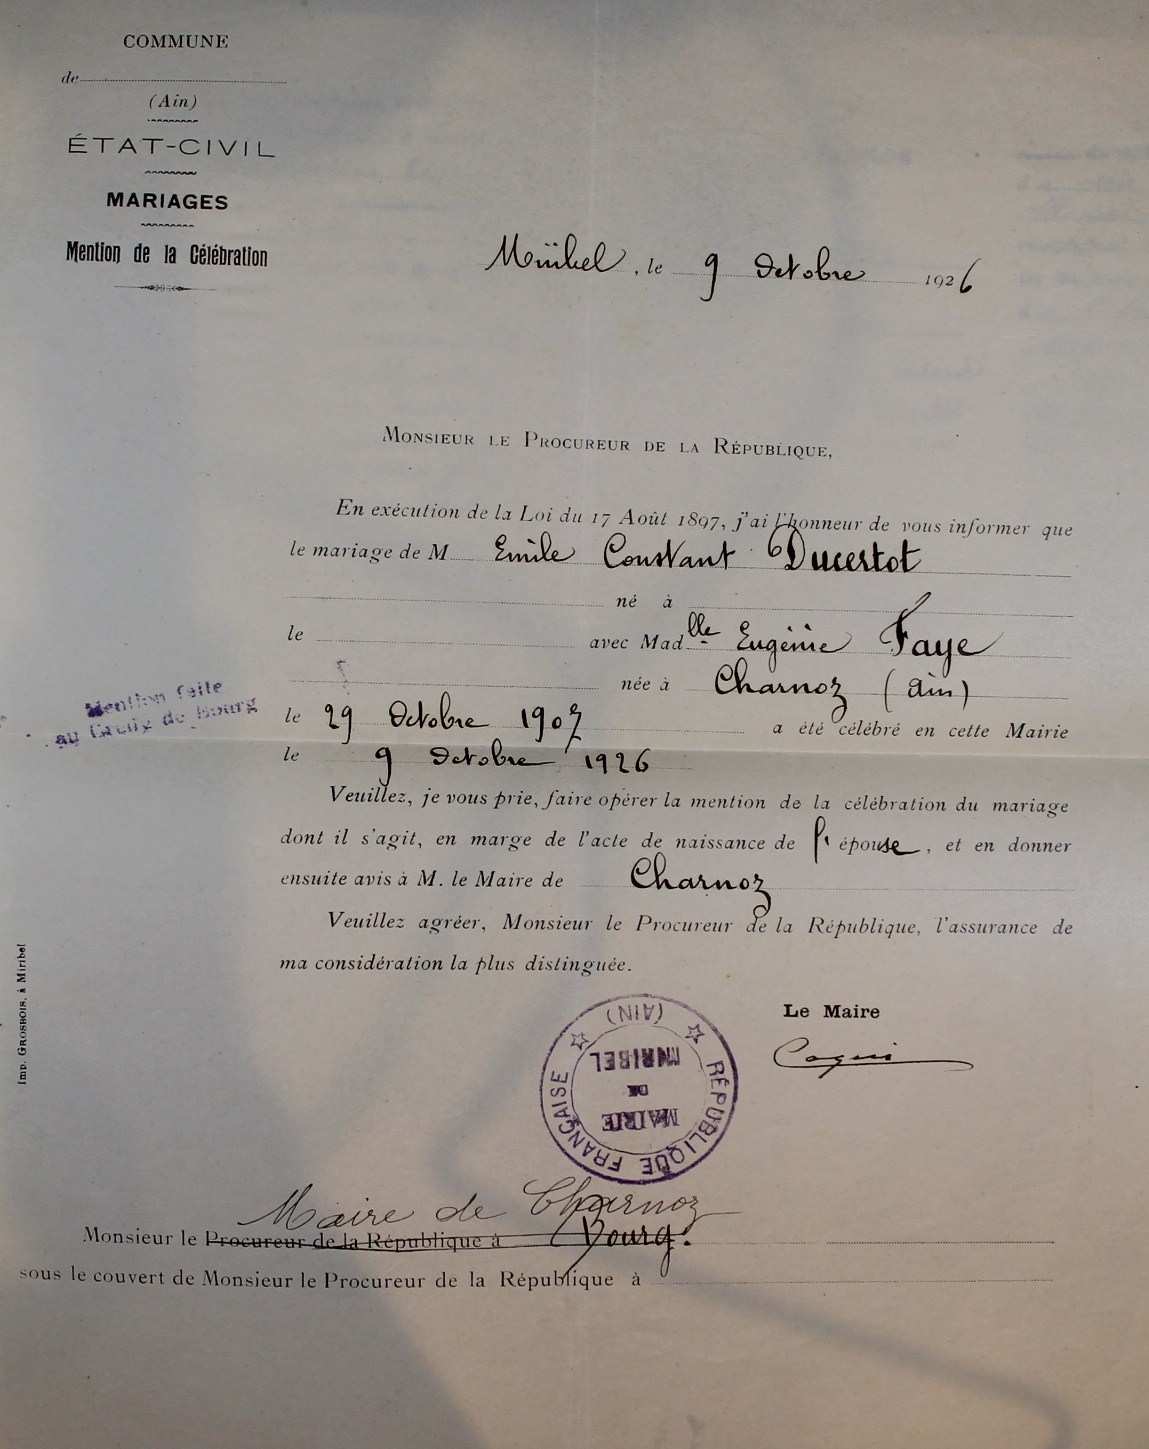 COMMUNE
de
(Ain)
ÉTAT-CIVIL
MARIAGES
Mention de la Célébration
Miribel, le 9 Octobre 1926
MONSIEUR LE PROCUREUR DE LA RÉPUBLIQUE,
En exécution de la Loi du 17 Août 1897, j'ai l'honneur de vous informer que
le mariage de M Emile Constant Ducertot
né à
le avec Madlle Eugénie Faye
née à Charnoz (Ain)
Mention faite
au Greffe de Bourg
le 29 Octobre 1907 a été célébré en cette Mairie
le 9 Octobre 1926
Veuillez, je vous prie, faire opérer la mention de la célébration du mariage
dont il s'agit, en marge de l'acte de naissance de l'épouse, et en donner
ensuite avis à M. le Maire de Charnoz
Veuillez agréer, Monsieur le Procureur de la République, l'assurance de
ma considération la plus distinguée.
IMP. GROSBOIS, à Miribel
Le Maire
RÉPUBLIQUE FRANÇAISE
MAIRIE
DE
MIRIBEL
(AIN)
Maire de Charnoz
Monsieur le Procureur de la République à Bourg.
sous le couvert de Monsieur le Procureur de la République à